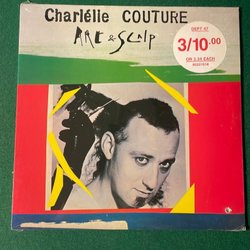 Charlélie COUTURE
ART & SCALP
DEPT 47
3/10.00
OR 3.34 EACH